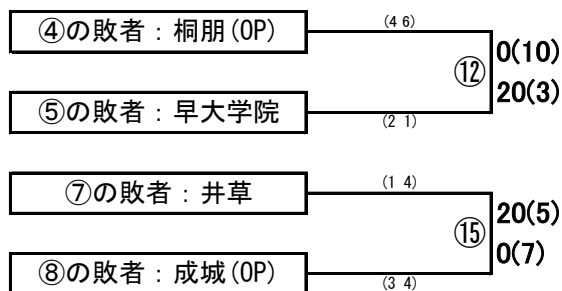 ④の敗者：桐朋(OP)
(4 6)
0(10)
⑫
20(3)
⑤の敗者：早大学院
(2 1)
⑦の敗者：井草
(1 4)
20(5)
⑮
0(7)
⑧の敗者：成城(OP)
(3 4)